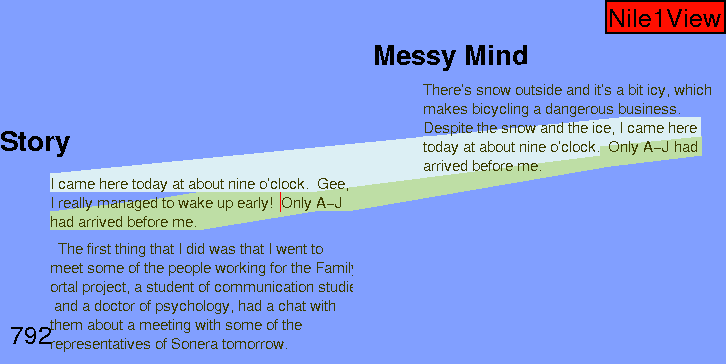 Nile1View
Messy Mind
There's snow outside and it's a bit icy, which
makes bicycling a dangerous business.
Despite the snow and the ice, I came here
today at about nine o'clock.  Only A–J had
arrived before me.
Story
I came here today at about nine o'clock.  Gee,
I really managed to wake up early!  Only A–J
had arrived before me.
The first thing that I did was that I went to
meet some of the people working for the Family
ortal project, a student of communication studie
and a doctor of psychology, had a chat with
them about a meeting with some of the
representatives of Sonera tomorrow.
792